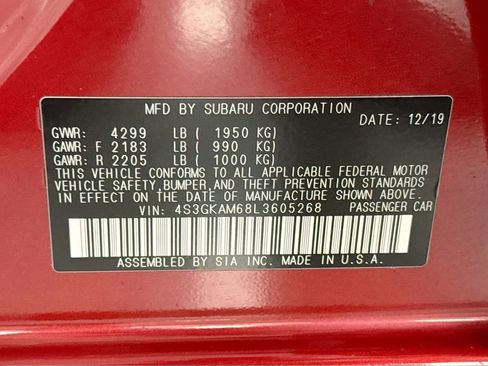 MFD BY SUBARU CORPORATION
DATE: 12/19
GVWR: 4299 LB ( 1950 KG)
GAWR: F 2183 LB ( 990 KG)
GAWR: R 2205 LB ( 1000 KG)
THIS VEHICLE CONFORMS TO ALL APPLICABLE FEDERAL MOTOR
VEHICLE SAFETY,BUMPER,AND THEFT PREVENTION STANDARDS
IN EFFECT ON THE DATE OF MANUFACTURE SHOWN ABOVE.
VIN: 4S3GKAM68L3605268 PASSENGER CAR
ASSEMBLED BY SIA INC. MADE IN U.S.A.